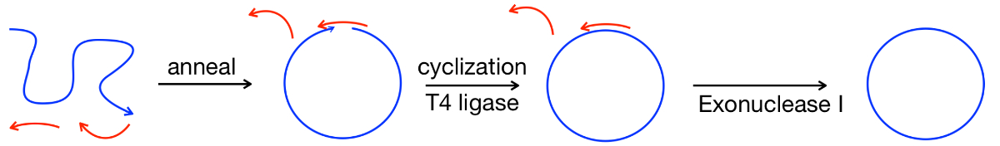 anneal
cyclization
T4 ligase
Exonuclease I